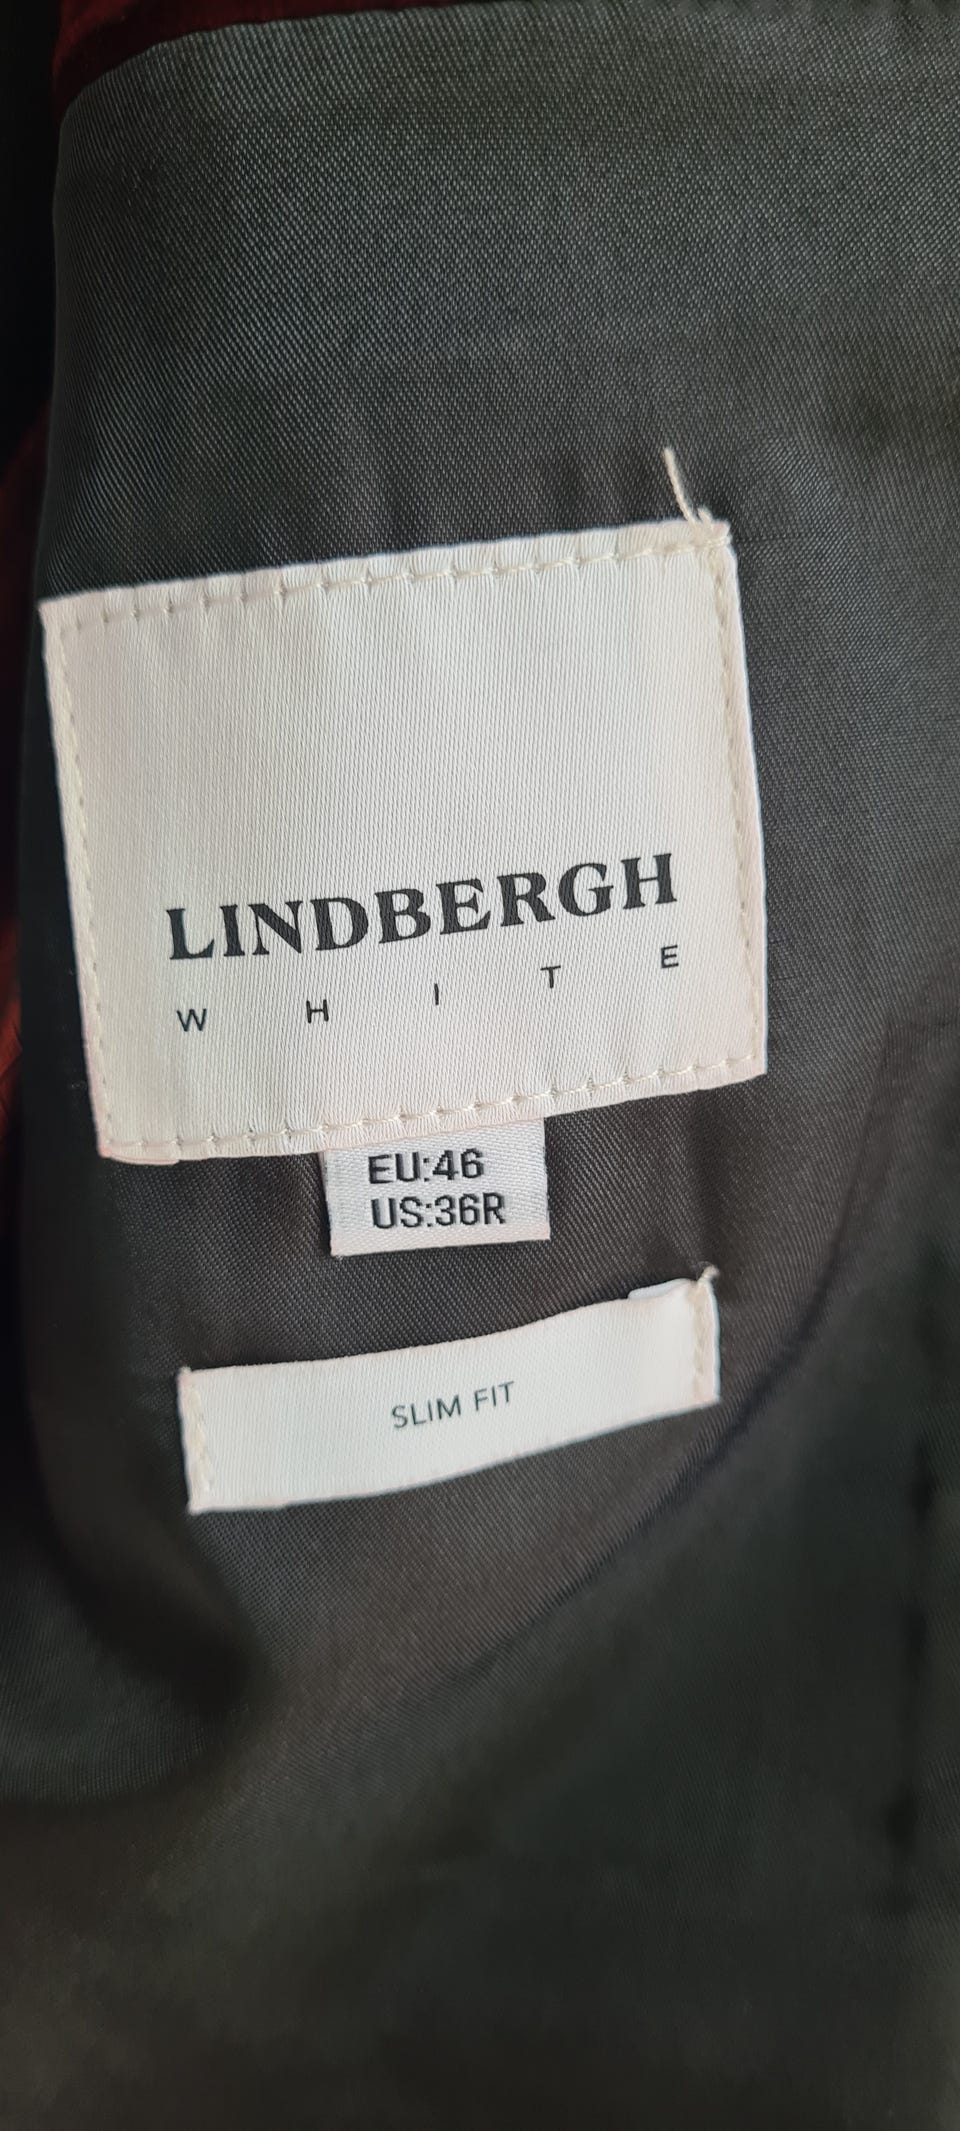 LINDBERGH
WHITE
EU:46
US:36R
SLIM FIT